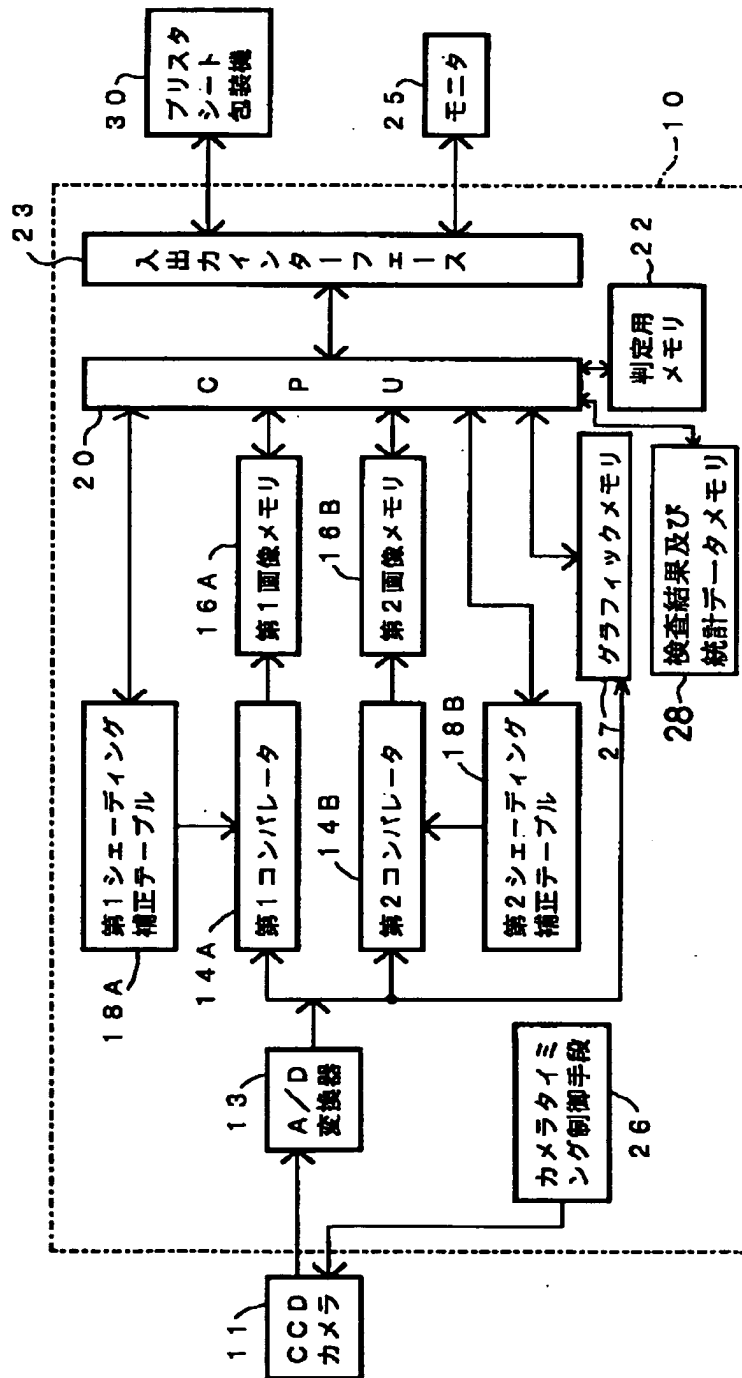 11
CCD
カメラ
13
A/D
変換器
カメラタイミ
ング制御手段
26
18A
第1シェーディング
補正テーブル
14A
第1コンパレータ
14B
第2コンパレータ
18B
第2シェーディング
補正テーブル
16A
第1画像メモリ
16B
第2画像メモリ
27
グラフィックメモリ
28
検査結果及び
統計データメモリ
20
CPU
22
判定用
メモリ
23
入出力インターフェース
10
30
ブリスタ
シート
包装機
25
モニタ